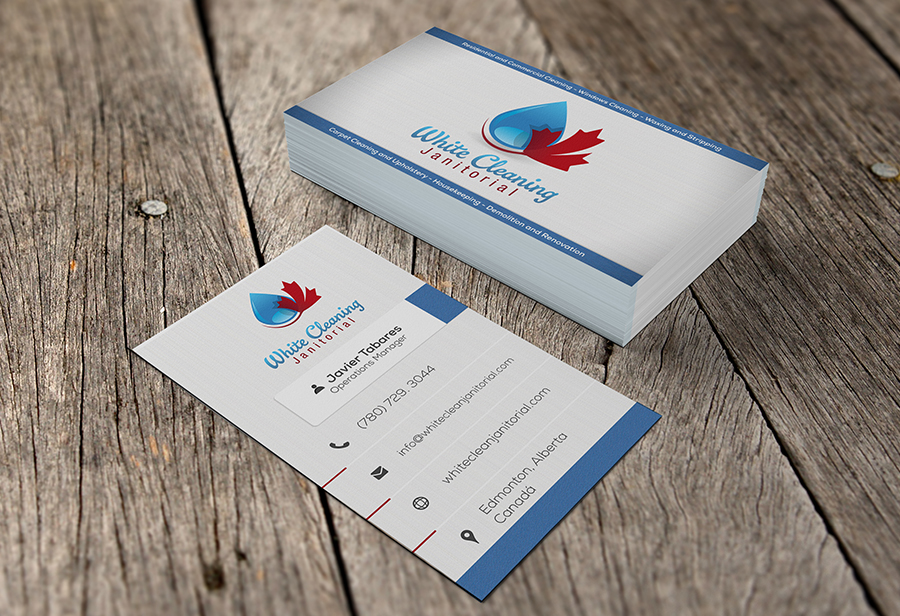 Residential and Commercial Cleaning - Windows Cleaning - Waxing and Stripping
White Cleaning
Janitorial
Carpet Cleaning and Upholstery - Housekeeping - Demolition and Renovation
White Cleaning
Janitorial
Javier Tabares
Operations Manager
(780) 729. 3044
info@whitecleanjanitorial.com
whitecleanjanitorial.com
Edmonton, Alberta
Canadá